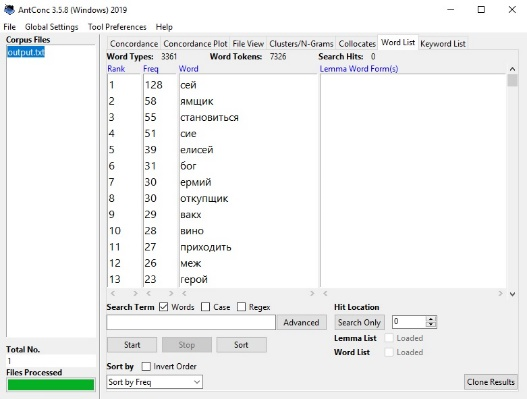 AntConc 3.5.8 (Windows) 2019
File Global Settings Tool Preferences Help
Corpus Files
output.txt
Concordance Concordance Plot File View Clusters/N-Grams Collocates Word List Keyword List
Word Types: 3361 Word Tokens: 7326 Search Hits: 0
Rank Freq Word Lemma Word Form(s)
1 128 сей
2 58 ямщик
3 55 становиться
4 51 сие
5 39 елисей
6 31 бог
7 30 ермий
8 30 откупщик
9 29 вакх
10 28 вино
11 27 приходить
12 26 меж
13 23 герой
Search Term Words Case Regex Hit Location
Advanced Search Only 0
Start Stop Sort Lemma List Loaded
Word List Loaded
Total No.
1
Files Processed
Sort by Invert Order
Sort by Freq Clone Results